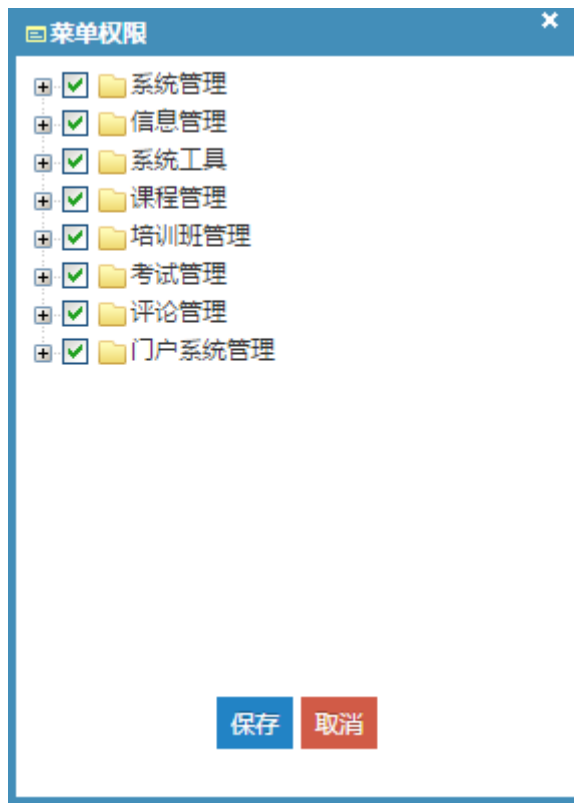 菜单权限
系统管理
信息管理
系统工具
课程管理
培训班管理
考试管理
评论管理
门户系统管理
保存 取消